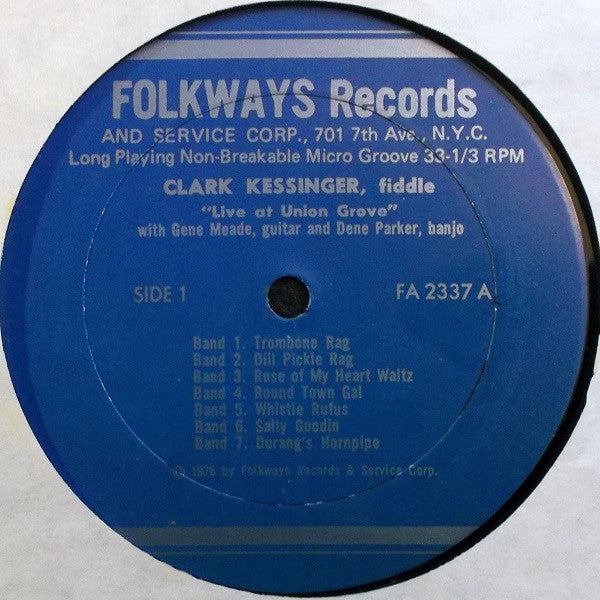 FOLKWAYS Records
AND SERVICE CORP., 701 7th Ave., N.Y.C.
Long Playing Non-Breakable Micro Groove 33-1/3 RPM
CLARK KESSINGER, fiddle
"Live at Union Grove"
with Gene Meade, guitar and Dene Parker, banjo
SIDE 1 FA 2337 A
Band 1. Trombone Rag
Band 2. Dill Pickle Rag
Band 3. Rose of My Heart Waltz
Band 4. Round Town Gal
Band 5. Whistle Rufus
Band 6. Sally Goodin
Band 7. Durang's Hornpipe
© 1976 by Folkways Records & Service Corp.